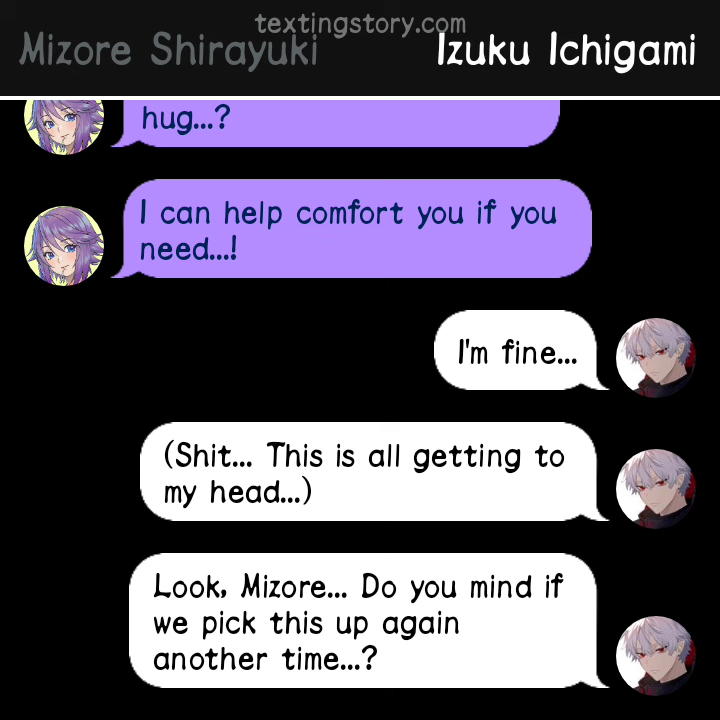 textingstory.com
Mizore Shirayuki
Izuku Ichigami
hug...?
I can help comfort you if you
need...!
I'm fine...
(Shit... This is all getting to
my head...)
Look, Mizore... Do you mind if
we pick this up again
another time...?